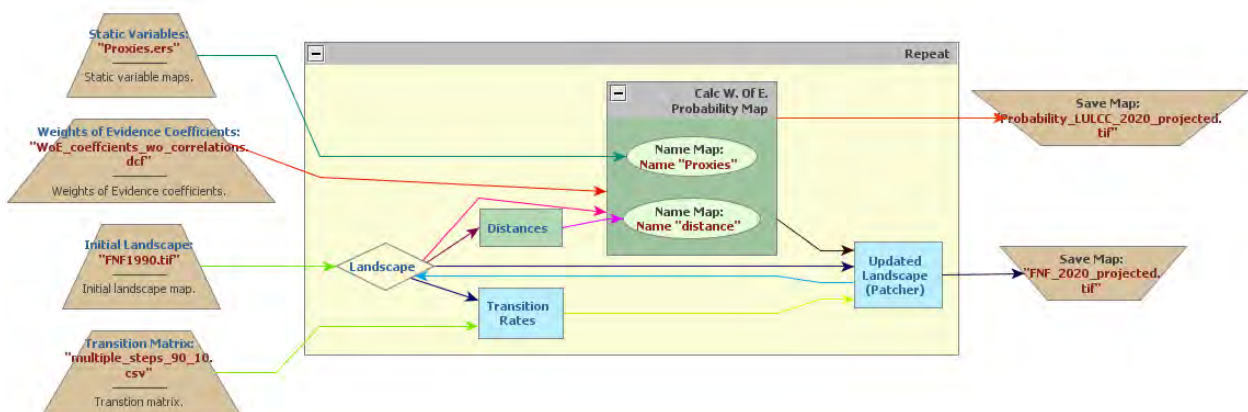 Static Variables:
"Proxies.ers"
Static variable maps.
Weights of Evidence Coefficients:
"WoE_coeffcients_wo_correlations.
dcf"
Weights of Evidence coefficients.
Initial Landscape:
"FNF1990.tif"
Initial landscape map.
Transition Matrix:
"multiple_steps_90_10.
csv"
Transtion matrix.
Repeat
Calc W. Of E.
Probability Map
Name Map:
Name "Proxies"
Name Map:
Name "distance"
Distances
Landscape
Transition
Rates
Updated
Landscape
(Patcher)
Save Map:
"Probability_LULCC_2020_projected.
tif"
Save Map:
"FNF_2020_projected.
tif"